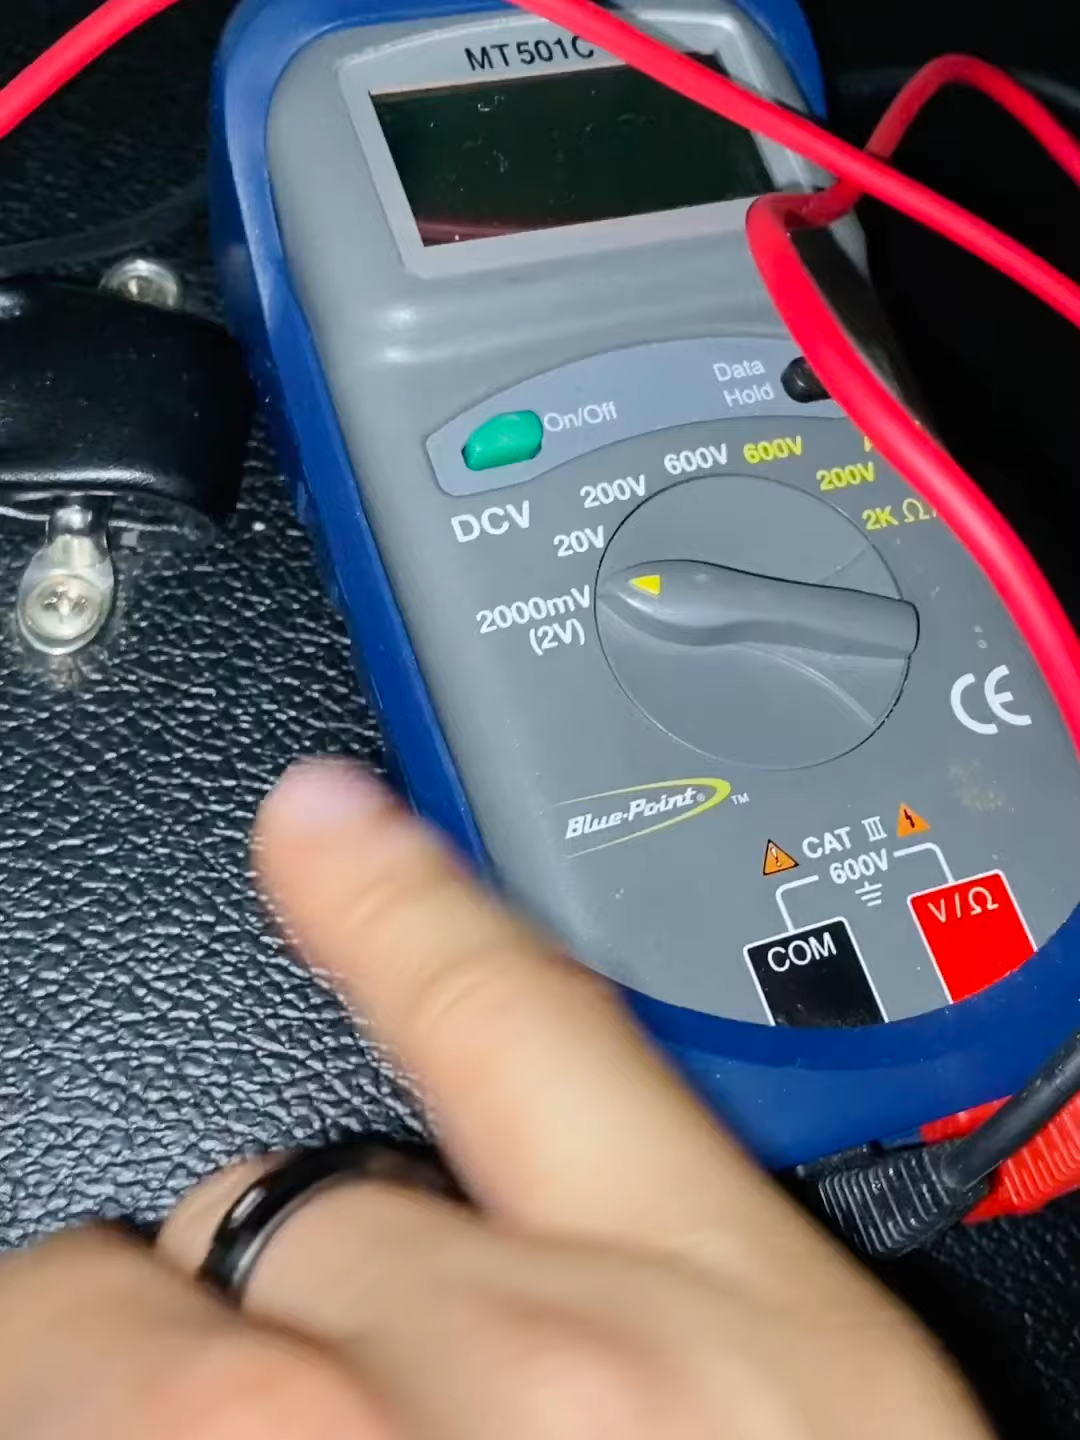 MT501C
Data
Hold
On/Off
600V 600V
200V 200V
DCV
20V 2K Ω
2000mV
(2V)
CE
Blue-Point® ™
CAT III
600V
V/Ω
COM